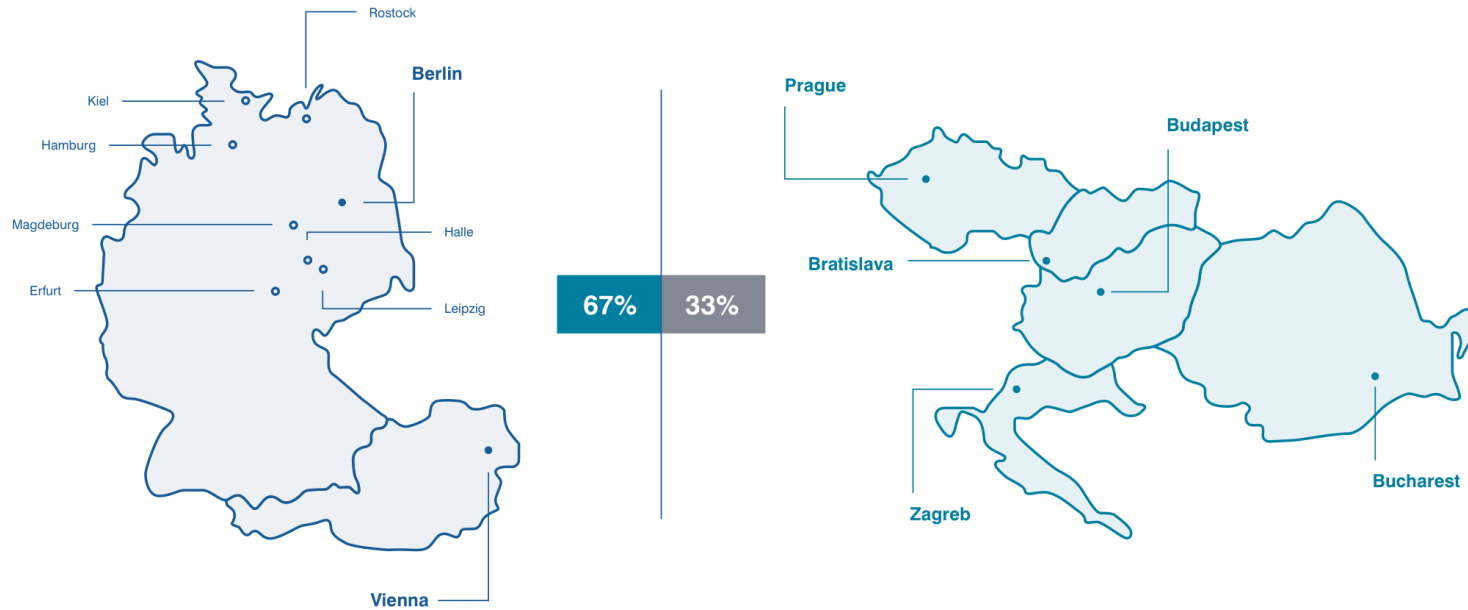 Rostock
Berlin
Kiel
Hamburg
Magdeburg
Halle
Erfurt
Leipzig
Vienna
67%
33%
Prague
Budapest
Bratislava
Zagreb
Bucharest